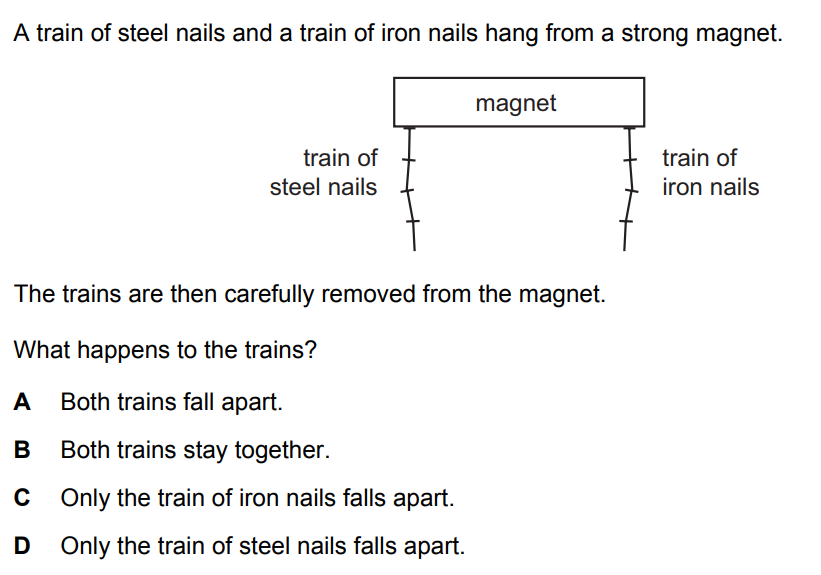 A train of steel nails and a train of iron nails hang from a strong magnet.
magnet
train of
steel nails
train of
iron nails
The trains are then carefully removed from the magnet.
What happens to the trains?
A Both trains fall apart.
B Both trains stay together.
C Only the train of iron nails falls apart.
D Only the train of steel nails falls apart.